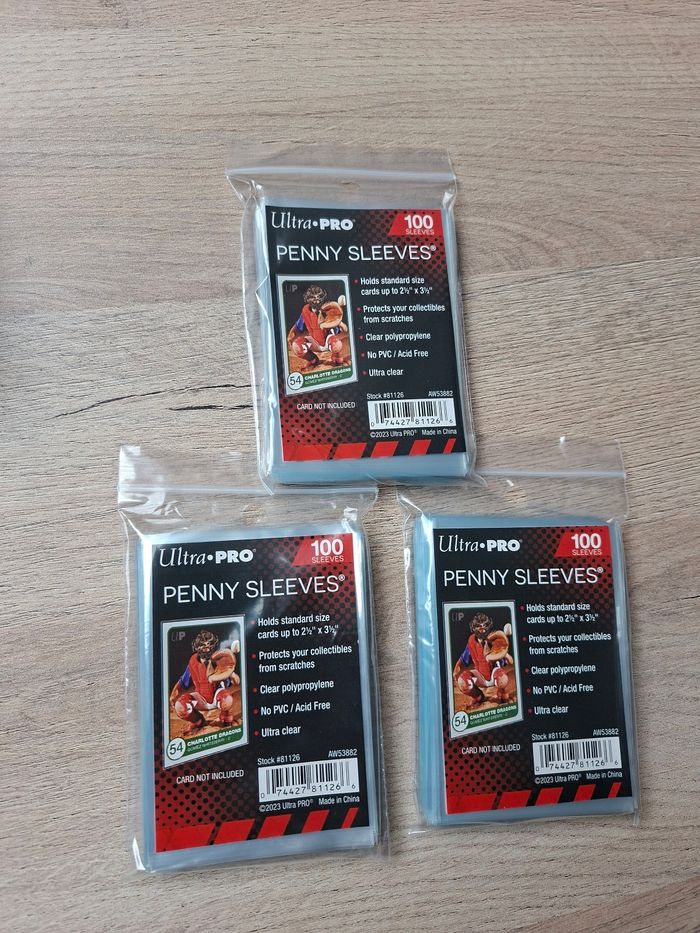 Ultra•PRO®
100
SLEEVES
PENNY SLEEVES®
UP
• Holds standard size
cards up to 2½" x 3½"
• Protects your collectibles
from scratches
• Clear polypropylene
• No PVC / Acid Free
• Ultra clear
54
CHARLOTTE DRAGONS
CARD NOT INCLUDED
Stock #81126
AW53882
0 74427 81126 6
©2023 Ultra PRO® Made in China
Ultra•PRO®
100
SLEEVES
PENNY SLEEVES®
UP
• Holds standard size
cards up to 2½" x 3½"
• Protects your collectibles
from scratches
• Clear polypropylene
• No PVC / Acid Free
• Ultra clear
54
CHARLOTTE DRAGONS
CARD NOT INCLUDED
Stock #81126
AW53882
0 74427 81126 6
©2023 Ultra PRO® Made in China
Ultra•PRO®
100
SLEEVES
PENNY SLEEVES®
UP
• Holds standard size
cards up to 2½" x 3½"
• Protects your collectibles
from scratches
• Clear polypropylene
• No PVC / Acid Free
• Ultra clear
54
CHARLOTTE DRAGONS
CARD NOT INCLUDED
Stock #81126
AW53882
0 74427 81126 6
©2023 Ultra PRO® Made in China